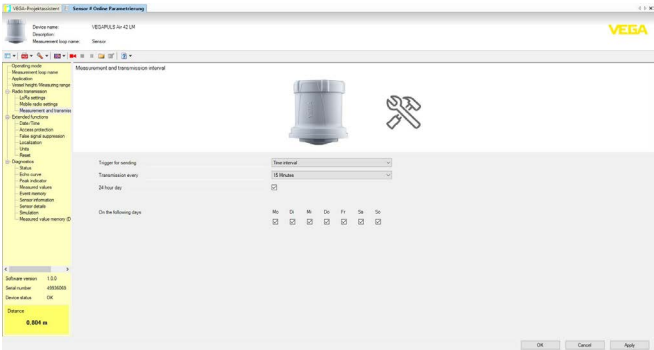 VEGA-Projektassistent
Sensor # Online Parametrierung
Device name: VEGAPULS Air 42 LM
Description:
Measurement loop name: Sensor
VEGA
Operating mode
Measurement loop name
Application
Vessel height/Measuring range
Radio transmission
LoRa settings
Mobile radio settings
Measurement and transmiss
Extended functions
Date/Time
Access protection
False signal suppression
Localization
Units
Reset
Diagnostics
Status
Echo curve
Peak indicator
Measured values
Event memory
Sensor information
Sensor details
Simulation
Measured value memory (D
Measurement and transmission interval
Trigger for sending Time interval
Transmission every 15 Minutes
24 hour day
On the following days Mo Di Mi Do Fr Sa So
Software version 1.0.0
Serial number
Device status OK
Distance
0.804 m
OK Cancel Apply